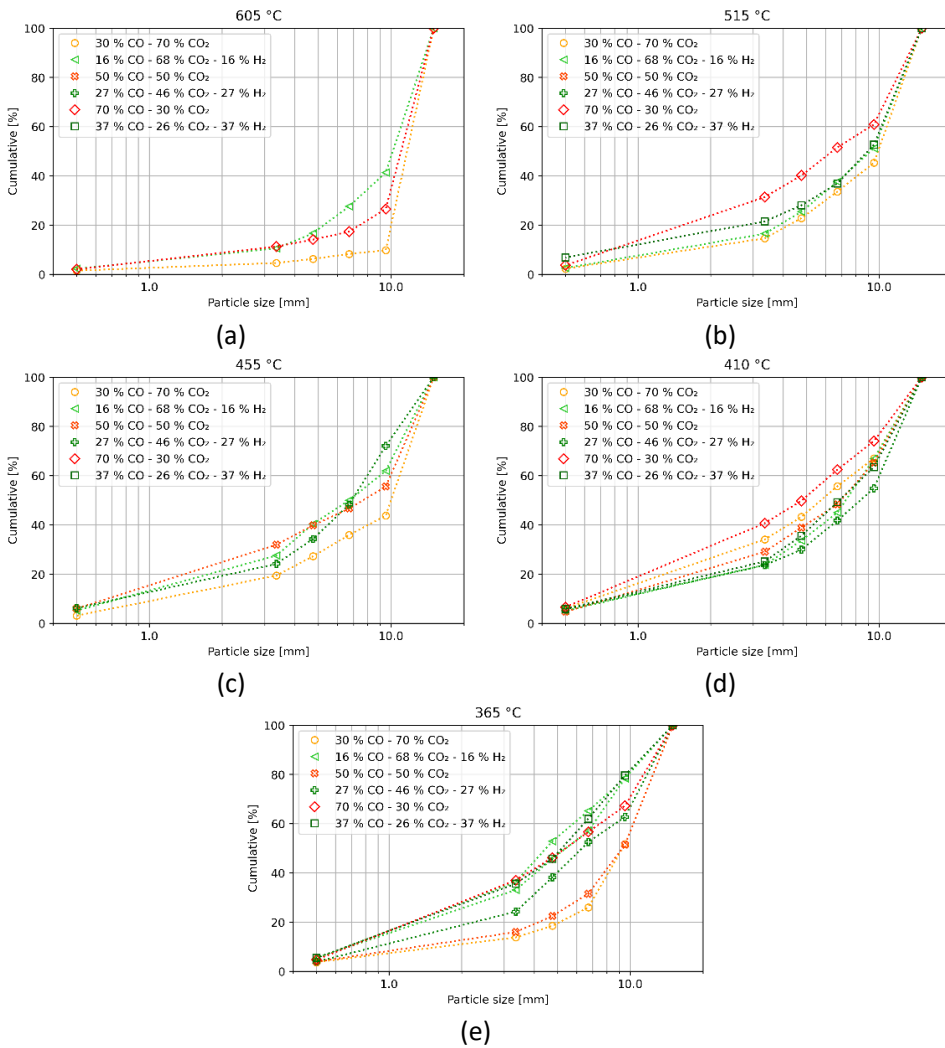 605 °C
Cumulative [%]
100
80
60
40
20
0
30 % CO - 70 % CO₂
16 % CO - 68 % CO₂ - 16 % H₂
50 % CO - 50 % CO₂
27 % CO - 46 % CO₂ - 27 % H₂
70 % CO - 30 % CO₂
37 % CO - 26 % CO₂ - 37 % H₂
1.0 10.0
Particle size [mm]
(a)
515 °C
Cumulative [%]
100
80
60
40
20
0
30 % CO - 70 % CO₂
16 % CO - 68 % CO₂ - 16 % H₂
50 % CO - 50 % CO₂
27 % CO - 46 % CO₂ - 27 % H₂
70 % CO - 30 % CO₂
37 % CO - 26 % CO₂ - 37 % H₂
1.0 10.0
Particle size [mm]
(b)
455 °C
Cumulative [%]
100
80
60
40
20
0
30 % CO - 70 % CO₂
16 % CO - 68 % CO₂ - 16 % H₂
50 % CO - 50 % CO₂
27 % CO - 46 % CO₂ - 27 % H₂
70 % CO - 30 % CO₂
37 % CO - 26 % CO₂ - 37 % H₂
1.0 10.0
Particle size [mm]
(c)
410 °C
Cumulative [%]
100
80
60
40
20
0
30 % CO - 70 % CO₂
16 % CO - 68 % CO₂ - 16 % H₂
50 % CO - 50 % CO₂
27 % CO - 46 % CO₂ - 27 % H₂
70 % CO - 30 % CO₂
37 % CO - 26 % CO₂ - 37 % H₂
1.0 10.0
Particle size [mm]
(d)
365 °C
Cumulative [%]
100
80
60
40
20
0
30 % CO - 70 % CO₂
16 % CO - 68 % CO₂ - 16 % H₂
50 % CO - 50 % CO₂
27 % CO - 46 % CO₂ - 27 % H₂
70 % CO - 30 % CO₂
37 % CO - 26 % CO₂ - 37 % H₂
1.0 10.0
Particle size [mm]
(e)